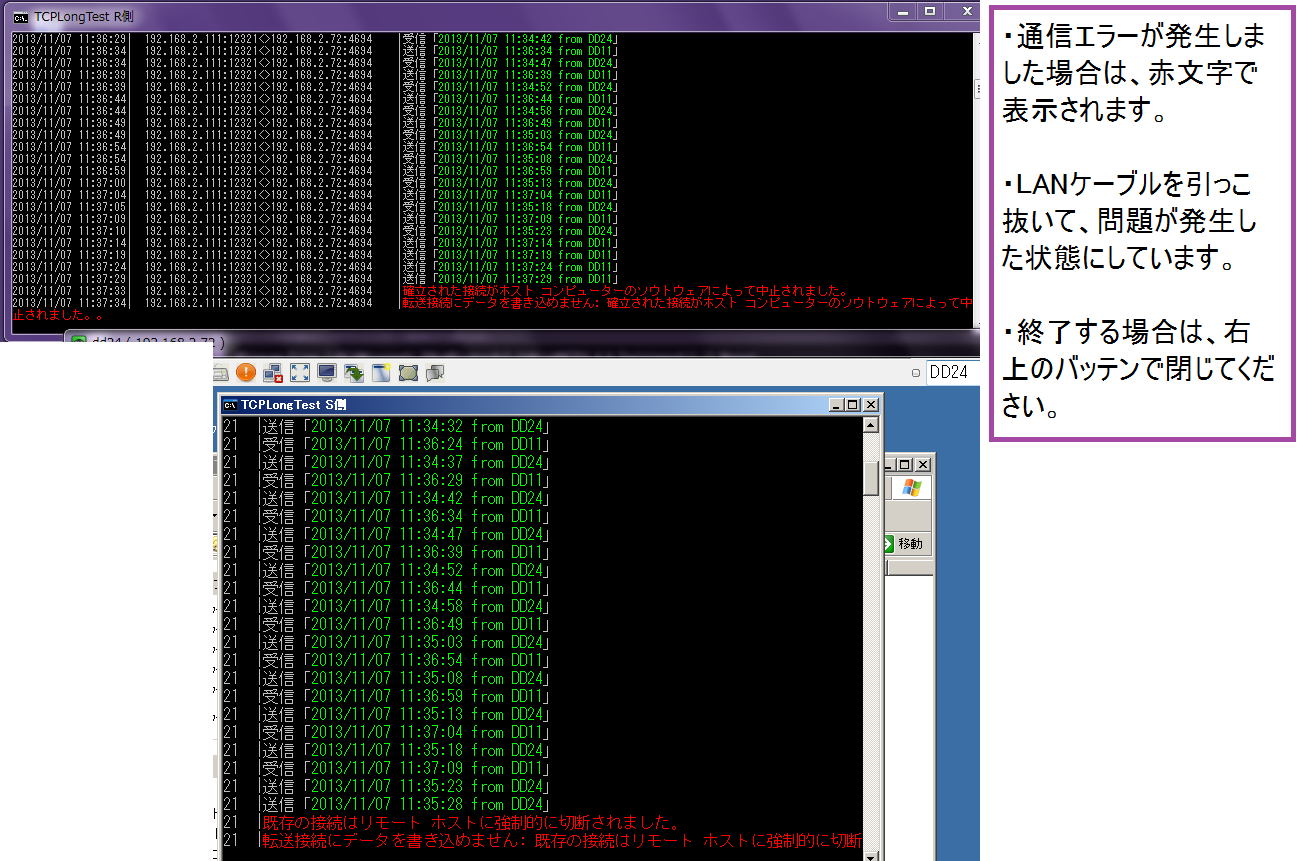 TCPLongTest R側
2013/11/07 11:36:29 192.168.2.111:12321<>192.168.2.72:4694 受信「2013/11/07 11:34:42 from DD24」
2013/11/07 11:36:34 192.168.2.111:12321<>192.168.2.72:4694 送信「2013/11/07 11:36:34 from DD11」
2013/11/07 11:36:34 192.168.2.111:12321<>192.168.2.72:4694 受信「2013/11/07 11:34:47 from DD24」
2013/11/07 11:36:39 192.168.2.111:12321<>192.168.2.72:4694 送信「2013/11/07 11:36:39 from DD11」
2013/11/07 11:36:39 192.168.2.111:12321<>192.168.2.72:4694 受信「2013/11/07 11:34:52 from DD24」
2013/11/07 11:36:44 192.168.2.111:12321<>192.168.2.72:4694 送信「2013/11/07 11:36:44 from DD11」
2013/11/07 11:36:44 192.168.2.111:12321<>192.168.2.72:4694 受信「2013/11/07 11:34:58 from DD24」
2013/11/07 11:36:49 192.168.2.111:12321<>192.168.2.72:4694 送信「2013/11/07 11:36:49 from DD11」
2013/11/07 11:36:49 192.168.2.111:12321<>192.168.2.72:4694 受信「2013/11/07 11:35:03 from DD24」
2013/11/07 11:36:54 192.168.2.111:12321<>192.168.2.72:4694 送信「2013/11/07 11:36:54 from DD11」
2013/11/07 11:36:54 192.168.2.111:12321<>192.168.2.72:4694 受信「2013/11/07 11:35:08 from DD24」
2013/11/07 11:36:59 192.168.2.111:12321<>192.168.2.72:4694 送信「2013/11/07 11:36:59 from DD11」
2013/11/07 11:37:00 192.168.2.111:12321<>192.168.2.72:4694 受信「2013/11/07 11:35:13 from DD24」
2013/11/07 11:37:04 192.168.2.111:12321<>192.168.2.72:4694 送信「2013/11/07 11:37:04 from DD11」
2013/11/07 11:37:05 192.168.2.111:12321<>192.168.2.72:4694 受信「2013/11/07 11:35:18 from DD24」
2013/11/07 11:37:09 192.168.2.111:12321<>192.168.2.72:4694 送信「2013/11/07 11:37:09 from DD11」
2013/11/07 11:37:10 192.168.2.111:12321<>192.168.2.72:4694 受信「2013/11/07 11:35:23 from DD24」
2013/11/07 11:37:14 192.168.2.111:12321<>192.168.2.72:4694 送信「2013/11/07 11:37:14 from DD11」
2013/11/07 11:37:19 192.168.2.111:12321<>192.168.2.72:4694 送信「2013/11/07 11:37:19 from DD11」
2013/11/07 11:37:24 192.168.2.111:12321<>192.168.2.72:4694 送信「2013/11/07 11:37:24 from DD11」
2013/11/07 11:37:29 192.168.2.111:12321<>192.168.2.72:4694 送信「2013/11/07 11:37:29 from DD11」
2013/11/07 11:37:33 192.168.2.111:12321<>192.168.2.72:4694 確立された接続がホスト コンピューターのソウトウェアによって中止されました。
2013/11/07 11:37:34 192.168.2.111:12321<>192.168.2.72:4694 転送接続にデータを書き込めません: 確立された接続がホスト コンピューターのソウトウェアによって中
止されました。。
dd24 ( 192.168.2.72 )
DD24
TCPLongTest S側
21 |送信「2013/11/07 11:34:32 from DD24」
21 |受信「2013/11/07 11:36:24 from DD11」
21 |送信「2013/11/07 11:34:37 from DD24」
21 |受信「2013/11/07 11:36:29 from DD11」
21 |送信「2013/11/07 11:34:42 from DD24」
21 |受信「2013/11/07 11:36:34 from DD11」
21 |送信「2013/11/07 11:34:47 from DD24」
21 |受信「2013/11/07 11:36:39 from DD11」
21 |送信「2013/11/07 11:34:52 from DD24」
21 |受信「2013/11/07 11:36:44 from DD11」
21 |送信「2013/11/07 11:34:58 from DD24」
21 |受信「2013/11/07 11:36:49 from DD11」
21 |送信「2013/11/07 11:35:03 from DD24」
21 |受信「2013/11/07 11:36:54 from DD11」
21 |送信「2013/11/07 11:35:08 from DD24」
21 |受信「2013/11/07 11:36:59 from DD11」
21 |送信「2013/11/07 11:35:13 from DD24」
21 |受信「2013/11/07 11:37:04 from DD11」
21 |送信「2013/11/07 11:35:18 from DD24」
21 |受信「2013/11/07 11:37:09 from DD11」
21 |送信「2013/11/07 11:35:23 from DD24」
21 |送信「2013/11/07 11:35:28 from DD24」
21 |既存の接続はリモート ホストに強制的に切断されました。
21 |転送接続にデータを書き込めません: 既存の接続はリモート ホストに強制的に切断
移動
・通信エラーが発生しま
した場合は、赤文字で
表示されます。
・LANケーブルを引っこ
抜いて、問題が発生し
た状態にしています。
・終了する場合は、右
上のバッテンで閉じてくだ
さい。